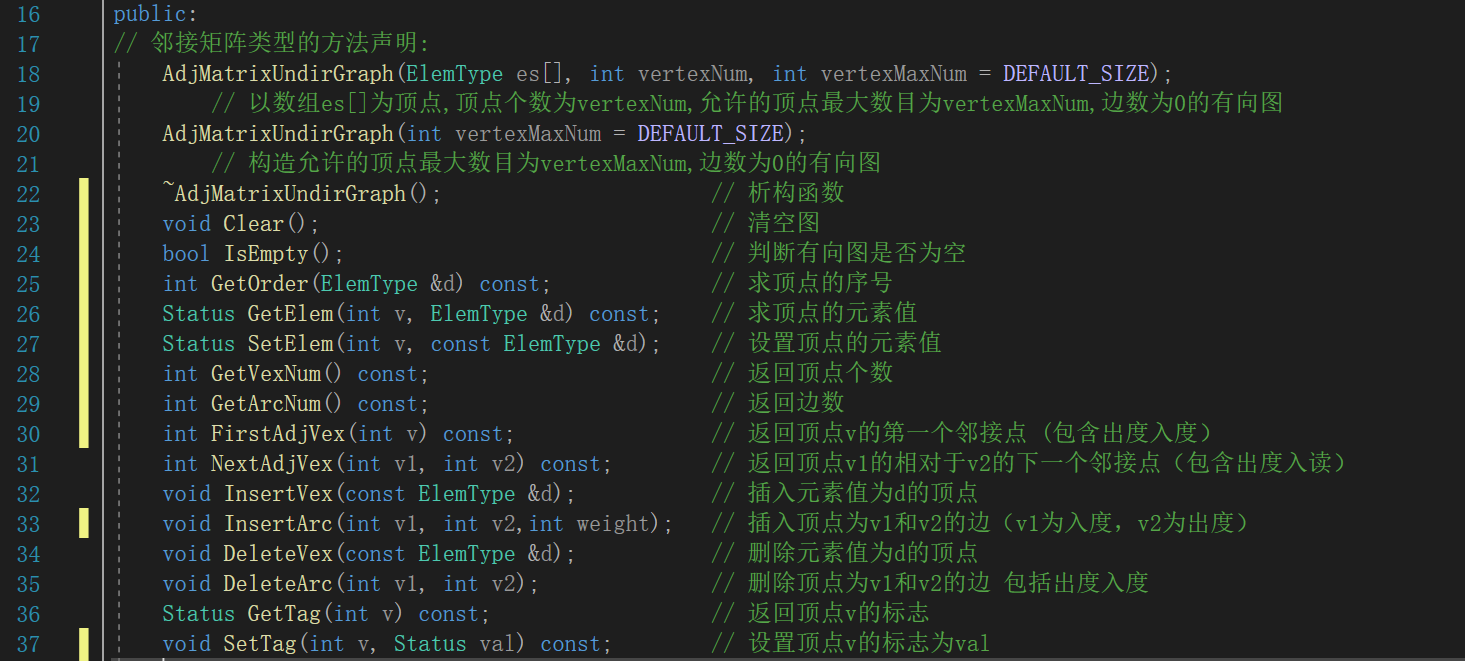 16 public:
17 // 邻接矩阵类型的方法声明:
18 AdjMatrixUndirGraph(ElemType es[], int vertexNum, int vertexMaxNum = DEFAULT_SIZE);
19 // 以数组es[]为顶点,顶点个数为vertexNum,允许的顶点最大数目为vertexMaxNum,边数为0的有向图
20 AdjMatrixUndirGraph(int vertexMaxNum = DEFAULT_SIZE);
21 // 构造允许的顶点最大数目为vertexMaxNum,边数为0的有向图
22 ~AdjMatrixUndirGraph(); // 析构函数
23 void Clear(); // 清空图
24 bool IsEmpty(); // 判断有向图是否为空
25 int GetOrder(ElemType &d) const; // 求顶点的序号
26 Status GetElem(int v, ElemType &d) const; // 求顶点的元素值
27 Status SetElem(int v, const ElemType &d); // 设置顶点的元素值
28 int GetVexNum() const; // 返回顶点个数
29 int GetArcNum() const; // 返回边数
30 int FirstAdjVex(int v) const; // 返回顶点v的第一个邻接点 (包含出度入度）
31 int NextAdjVex(int v1, int v2) const; // 返回顶点v1的相对于v2的下一个邻接点（包含出度入读）
32 void InsertVex(const ElemType &d); // 插入元素值为d的顶点
33 void InsertArc(int v1, int v2,int weight); // 插入顶点为v1和v2的边（v1为入度，v2为出度）
34 void DeleteVex(const ElemType &d); // 删除元素值为d的顶点
35 void DeleteArc(int v1, int v2); // 删除顶点为v1和v2的边 包括出度入度
36 Status GetTag(int v) const; // 返回顶点v的标志
37 void SetTag(int v, Status val) const; // 设置顶点v的标志为val